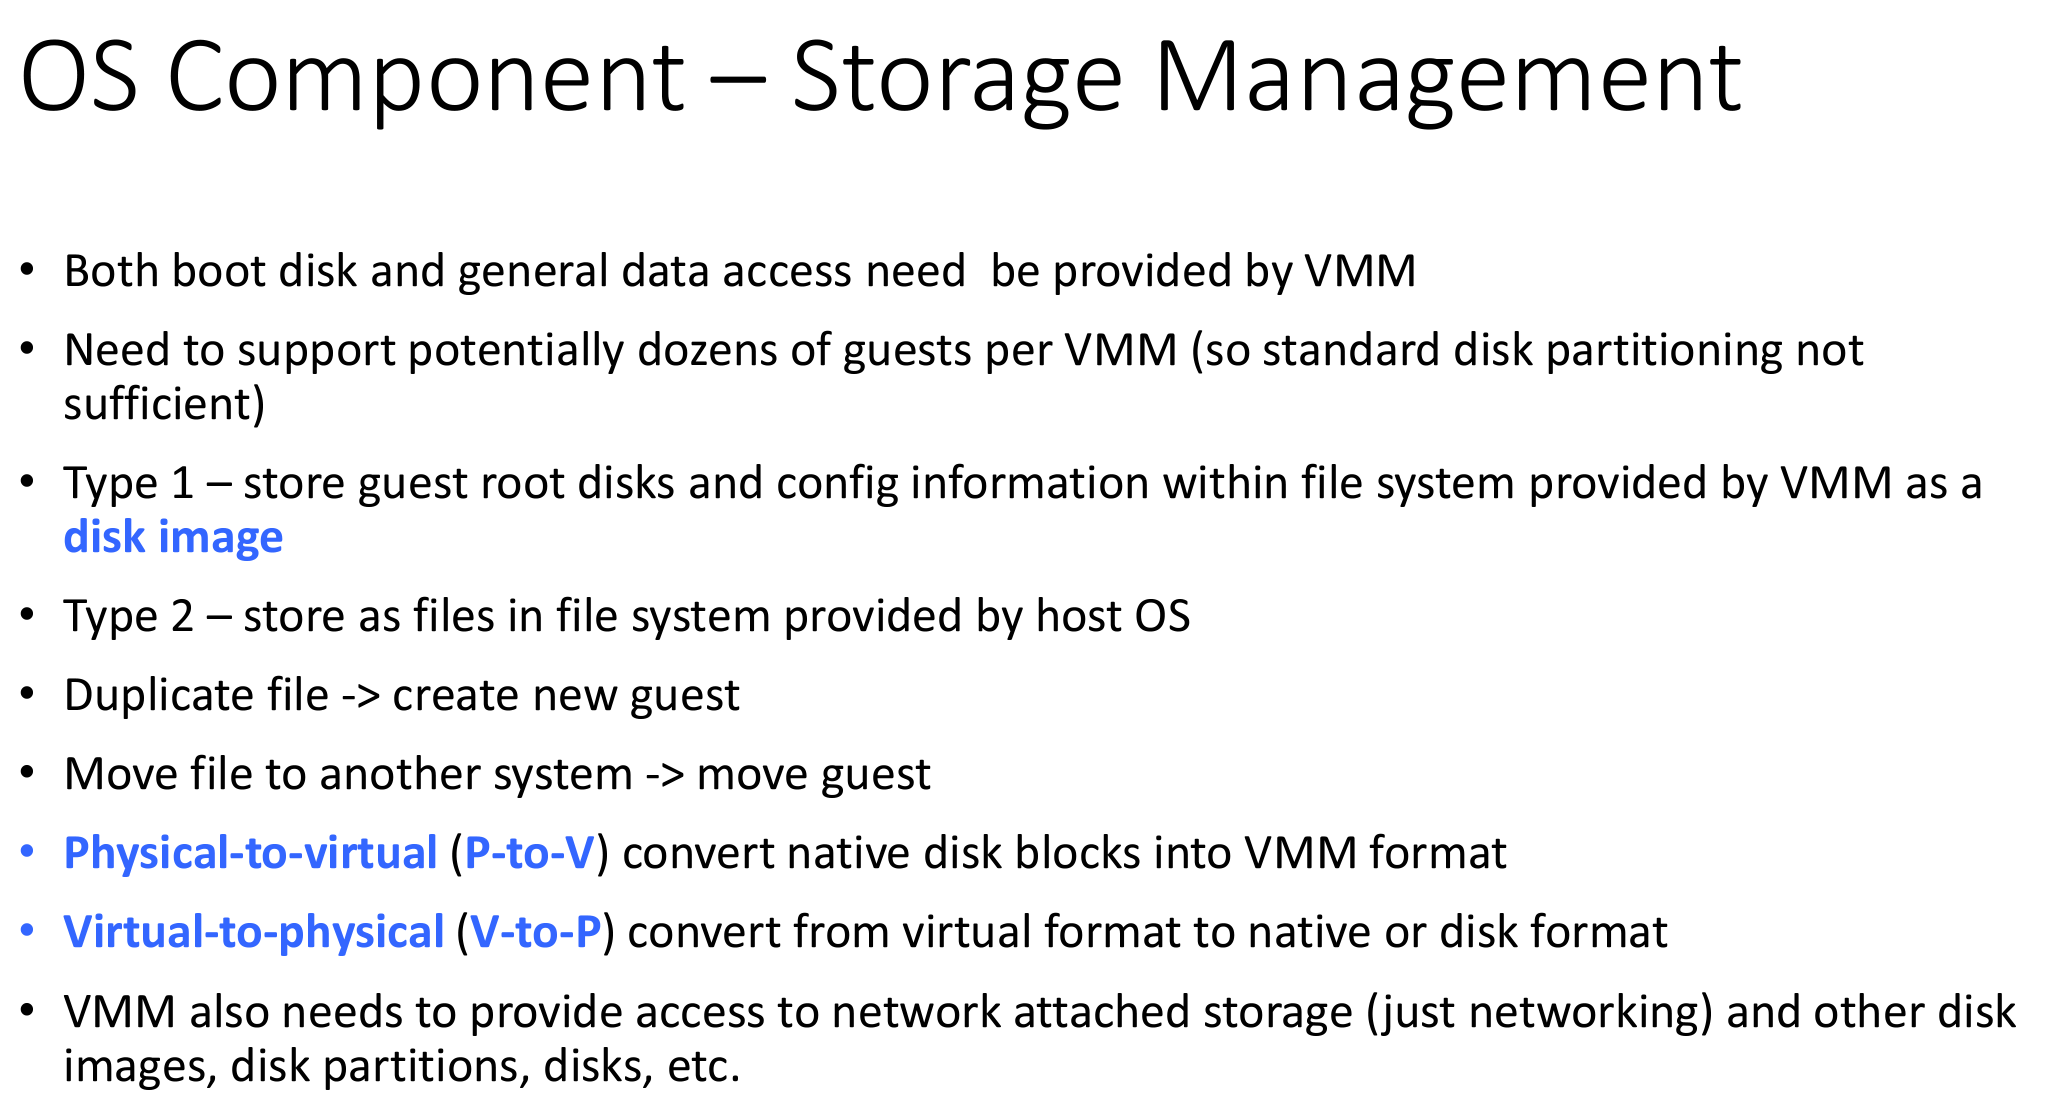 OS Component – Storage Management
• Both boot disk and general data access need  be provided by VMM
• Need to support potentially dozens of guests per VMM (so standard disk partitioning not
sufficient)
• Type 1 – store guest root disks and config information within file system provided by VMM as a
disk image
• Type 2 – store as files in file system provided by host OS
• Duplicate file -> create new guest
• Move file to another system -> move guest
• Physical-to-virtual (P-to-V) convert native disk blocks into VMM format
• Virtual-to-physical (V-to-P) convert from virtual format to native or disk format
• VMM also needs to provide access to network attached storage (just networking) and other disk
images, disk partitions, disks, etc.